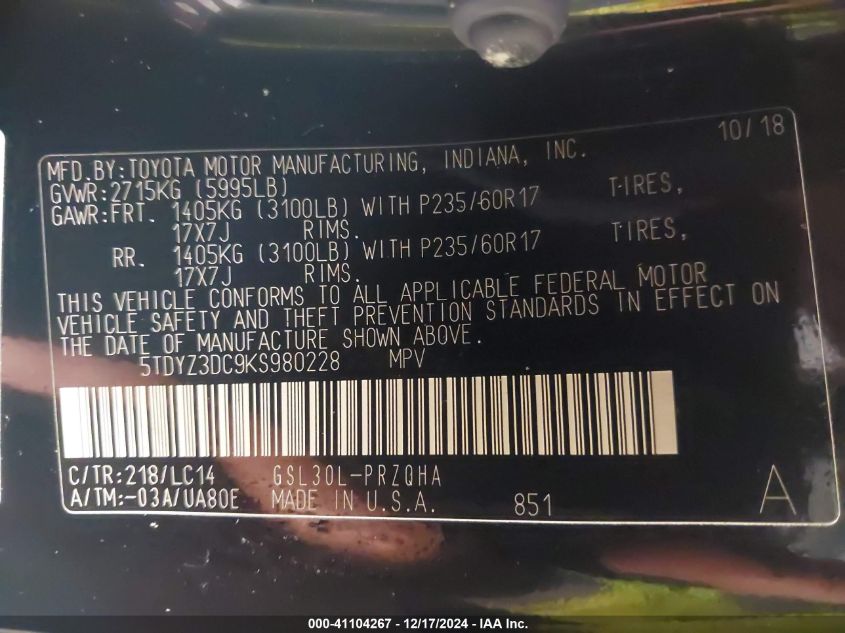 10/18
MFD.BY:TOYOTA MOTOR MANUFACTURING, INDIANA, INC.
GVWR:2715KG (5995LB)
GAWR:FRT. 1405KG (3100LB) WITH P235/60R17 TIRES,
17X7J RIMS.
RR. 1405KG (3100LB) WITH P235/60R17 TIRES,
17X7J RIMS.
THIS VEHICLE CONFORMS TO ALL APPLICABLE FEDERAL MOTOR
VEHICLE SAFETY AND THEFT PREVENTION STANDARDS IN EFFECT ON
THE DATE OF MANUFACTURE SHOWN ABOVE.
5TDYZ3DC9KS980228 MPV
C/TR:218/LC14 GSL30L-PRZQHA
A/TM:-03A/UA80E MADE IN U.S.A. 851 A
000-41104267 - 12/17/2024 - IAA Inc.